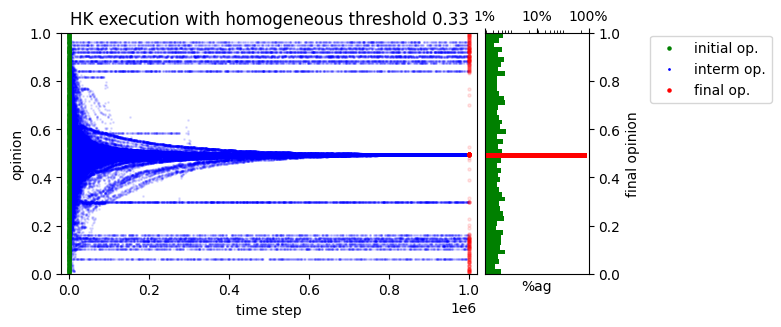 HK execution with homogeneous threshold 0.33
1% 10% 100%
initial op.
interm op.
final op.
opinion
1.0
0.8
0.6
0.4
0.2
0.0
0.0 0.2 0.4 0.6 0.8 1.0
1e6
time step
%ag
1.0
0.8
0.6
0.4
0.2
0.0
final opinion